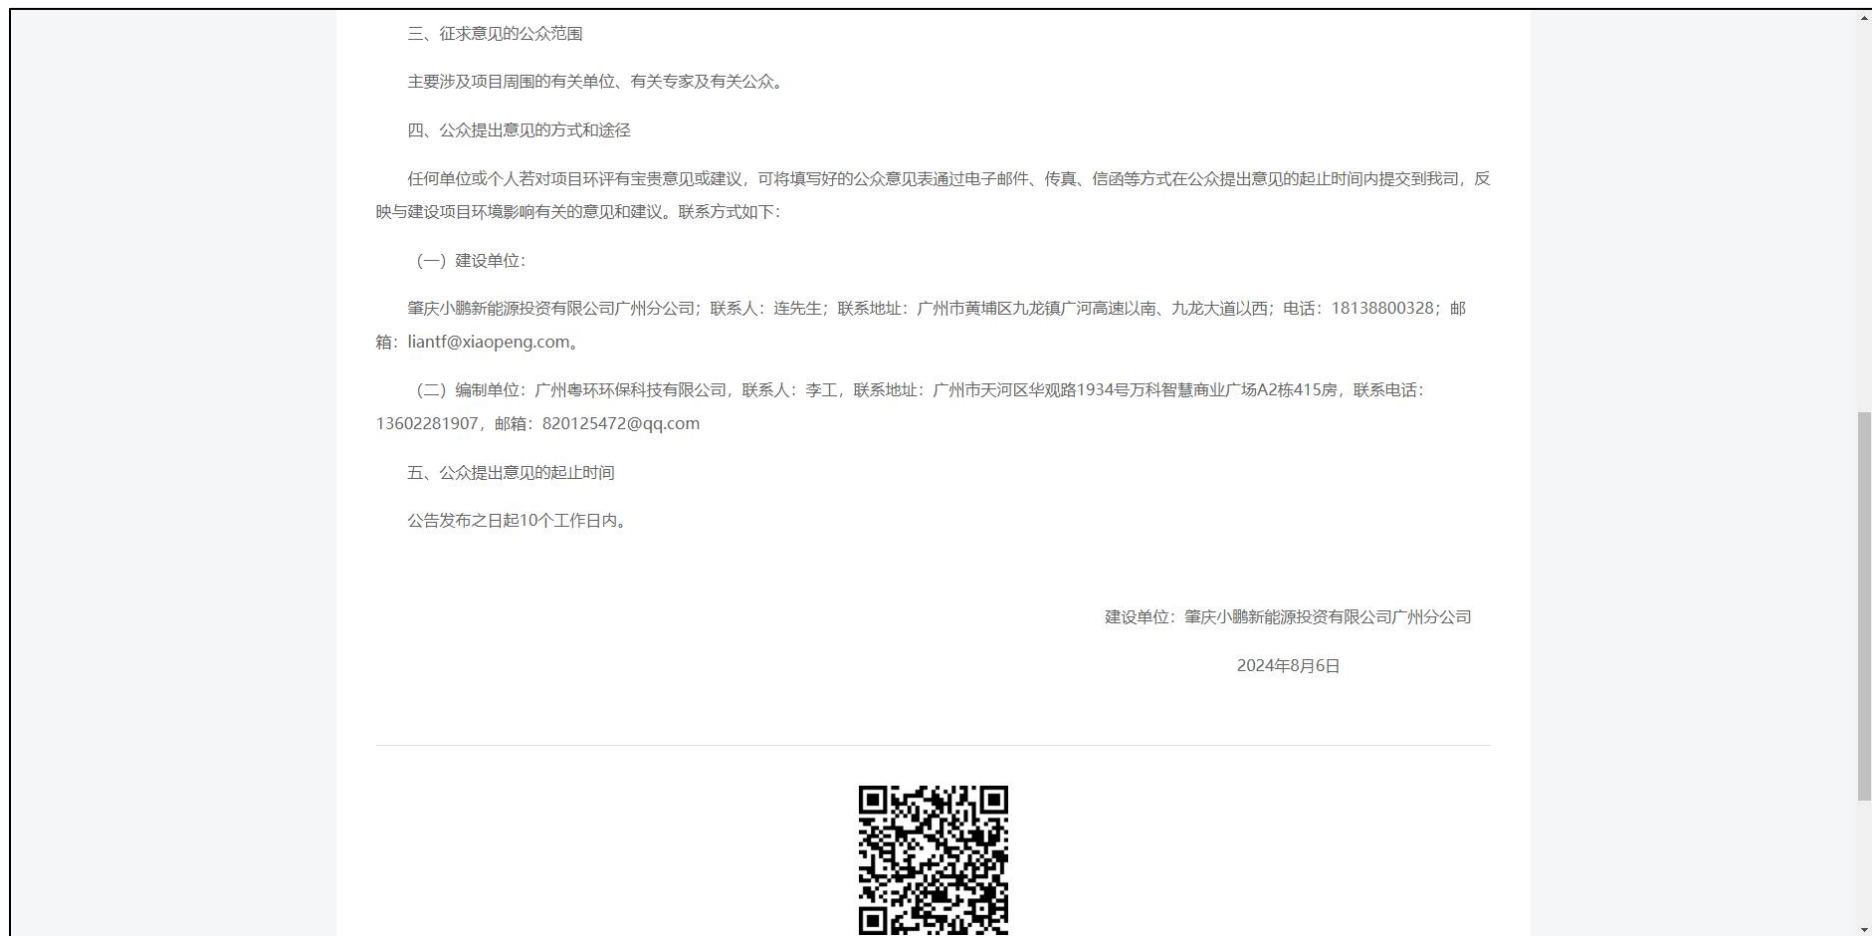 三、征求意见的公众范围
主要涉及项目周围的有关单位、有关专家及有关公众。
四、公众提出意见的方式和途径
任何单位或个人若对项目环评有宝贵意见或建议，可将填写好的公众意见表通过电子邮件、传真、信函等方式在公众提出意见的起止时间内提交到我司，反
映与建设项目环境影响有关的意见和建议。联系方式如下：
（一）建设单位：
肇庆小鹏新能源投资有限公司广州分公司；联系人：连先生；联系地址：广州市黄埔区九龙镇广河高速以南、九龙大道以西；电话：18138800328；邮
箱：liantf@xiaopeng.com。
（二）编制单位：广州粤环环保科技有限公司，联系人：李工，联系地址：广州市天河区华观路1934号万科智慧商业广场A2栋415房，联系电话：
13602281907，邮箱：820125472@qq.com
五、公众提出意见的起止时间
公告发布之日起10个工作日内。
建设单位：肇庆小鹏新能源投资有限公司广州分公司
2024年8月6日